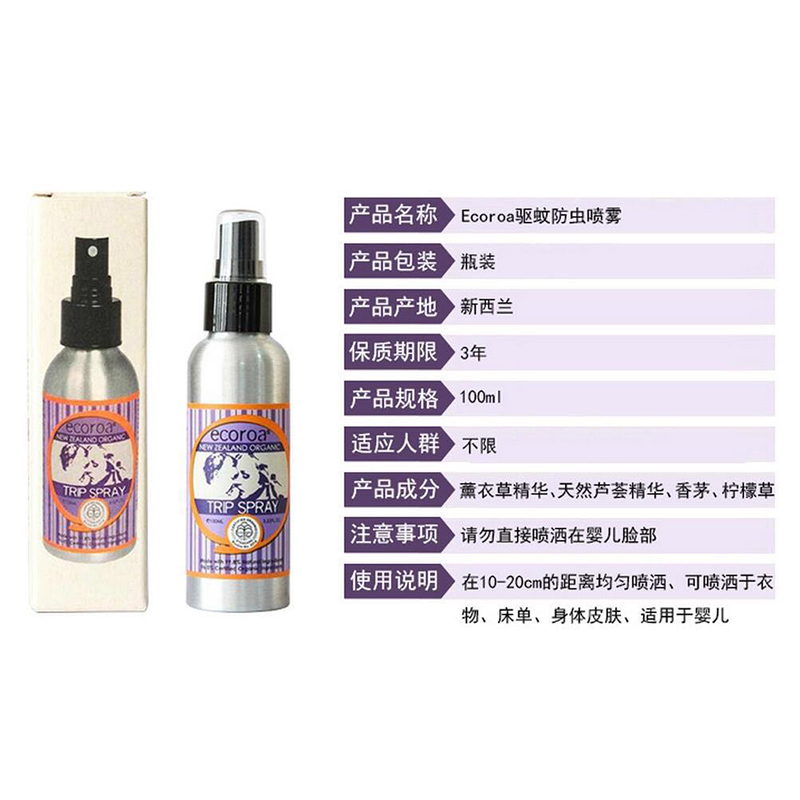 ecoroa®
NEW ZEALAND ORGANIC
TRIP SPRAY
ecoroa®
NEW ZEALAND ORGANIC
TRIP SPRAY
产品名称 Ecoroa驱蚊防虫喷雾
产品包装 瓶装
产品产地 新西兰
保质期限 3年
产品规格 100ml
适应人群 不限
产品成分 薰衣草精华、天然芦荟精华、香茅、柠檬草
注意事项 请勿直接喷洒在婴儿脸部
使用说明 在10-20cm的距离均匀喷洒、可喷洒于衣
物、床单、身体皮肤、适用于婴儿